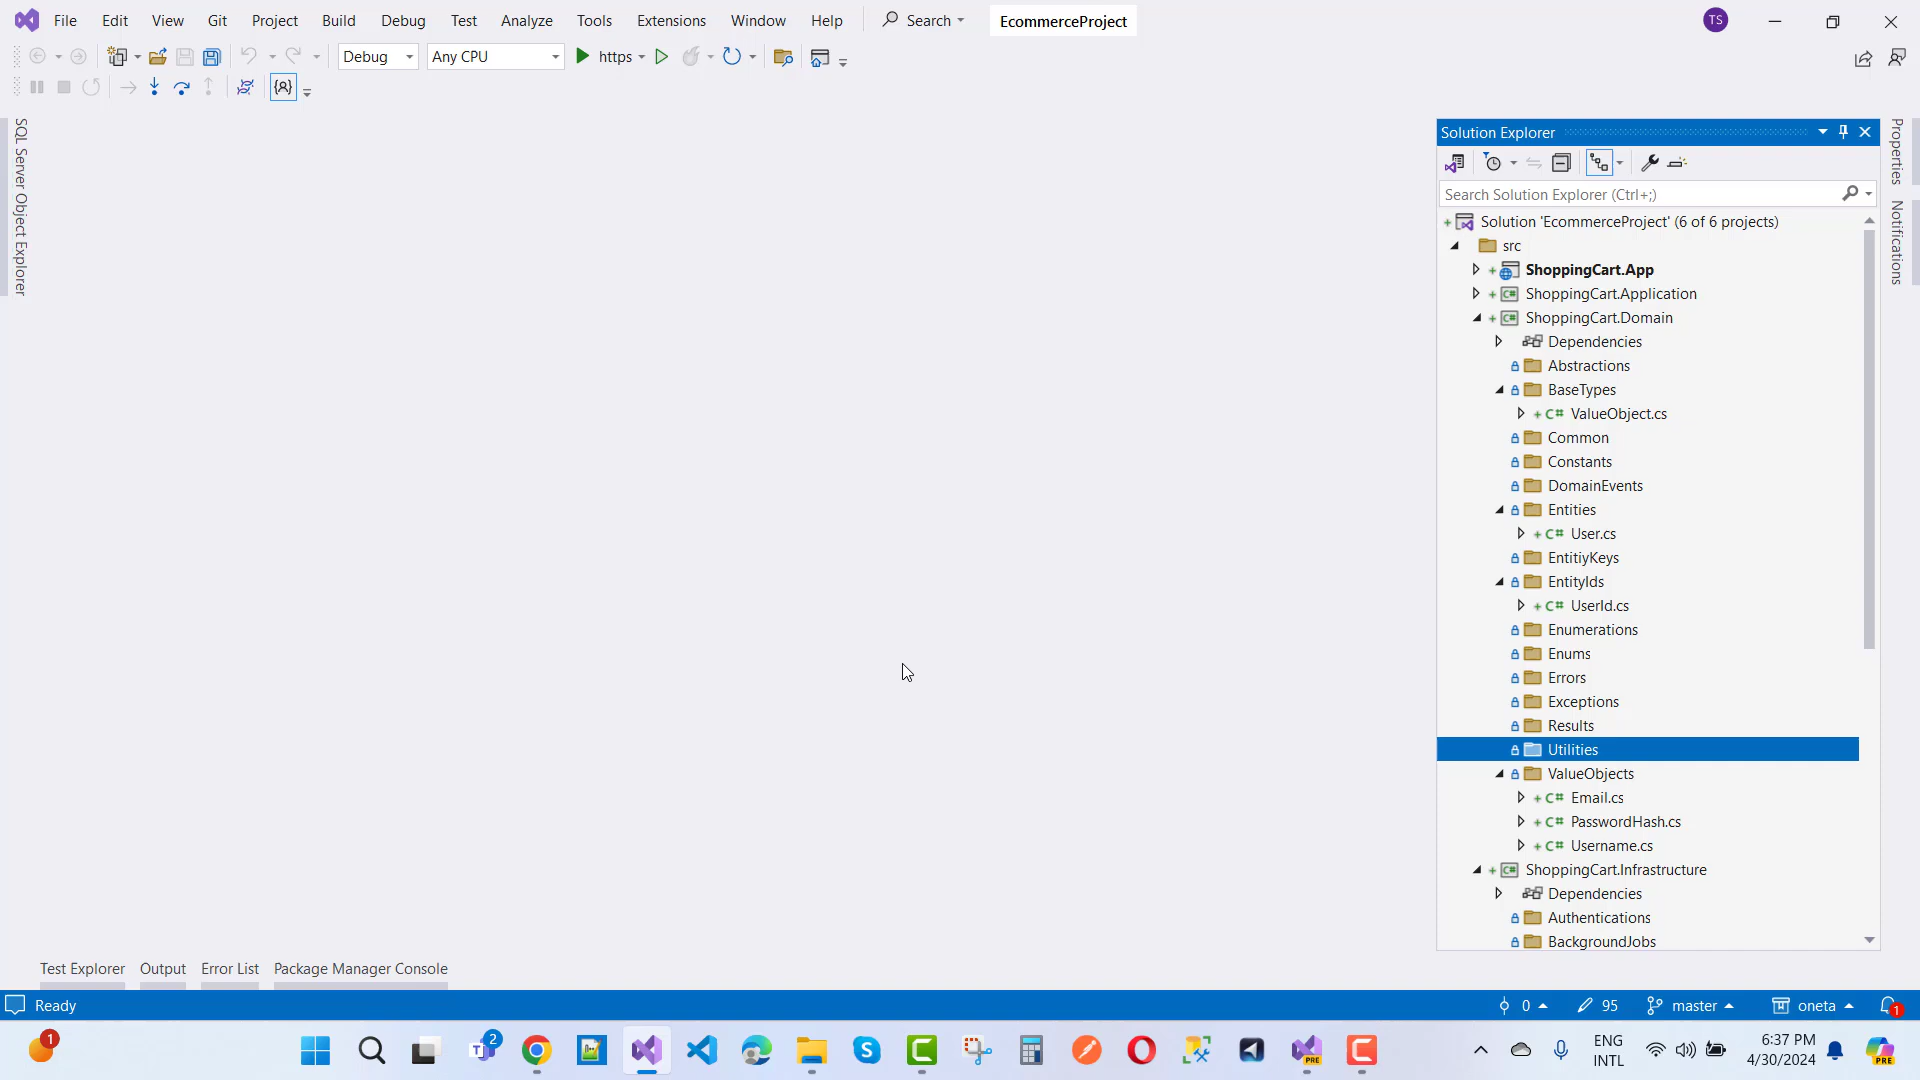 File Edit View Git Project Build Debug Test Analyze Tools Extensions Window Help Search EcommerceProject TS
Debug Any CPU https
SQL Server Object Explorer
Solution Explorer
Search Solution Explorer (Ctrl+;)
Solution 'EcommerceProject' (6 of 6 projects)
src
ShoppingCart.App
C# ShoppingCart.Application
C# ShoppingCart.Domain
Dependencies
Abstractions
BaseTypes
C# ValueObject.cs
Common
Constants
DomainEvents
Entities
C# User.cs
EntitiyKeys
EntityIds
C# UserId.cs
Enumerations
Enums
Errors
Exceptions
Results
Utilities
ValueObjects
C# Email.cs
C# PasswordHash.cs
C# Username.cs
C# ShoppingCart.Infrastructure
Dependencies
Authentications
BackgroundJobs
Properties
Notifications
Test Explorer Output Error List Package Manager Console
Ready 0 95 master oneta 1
1 2 PRE ENG 6:37 PM PRE
INTL 4/30/2024